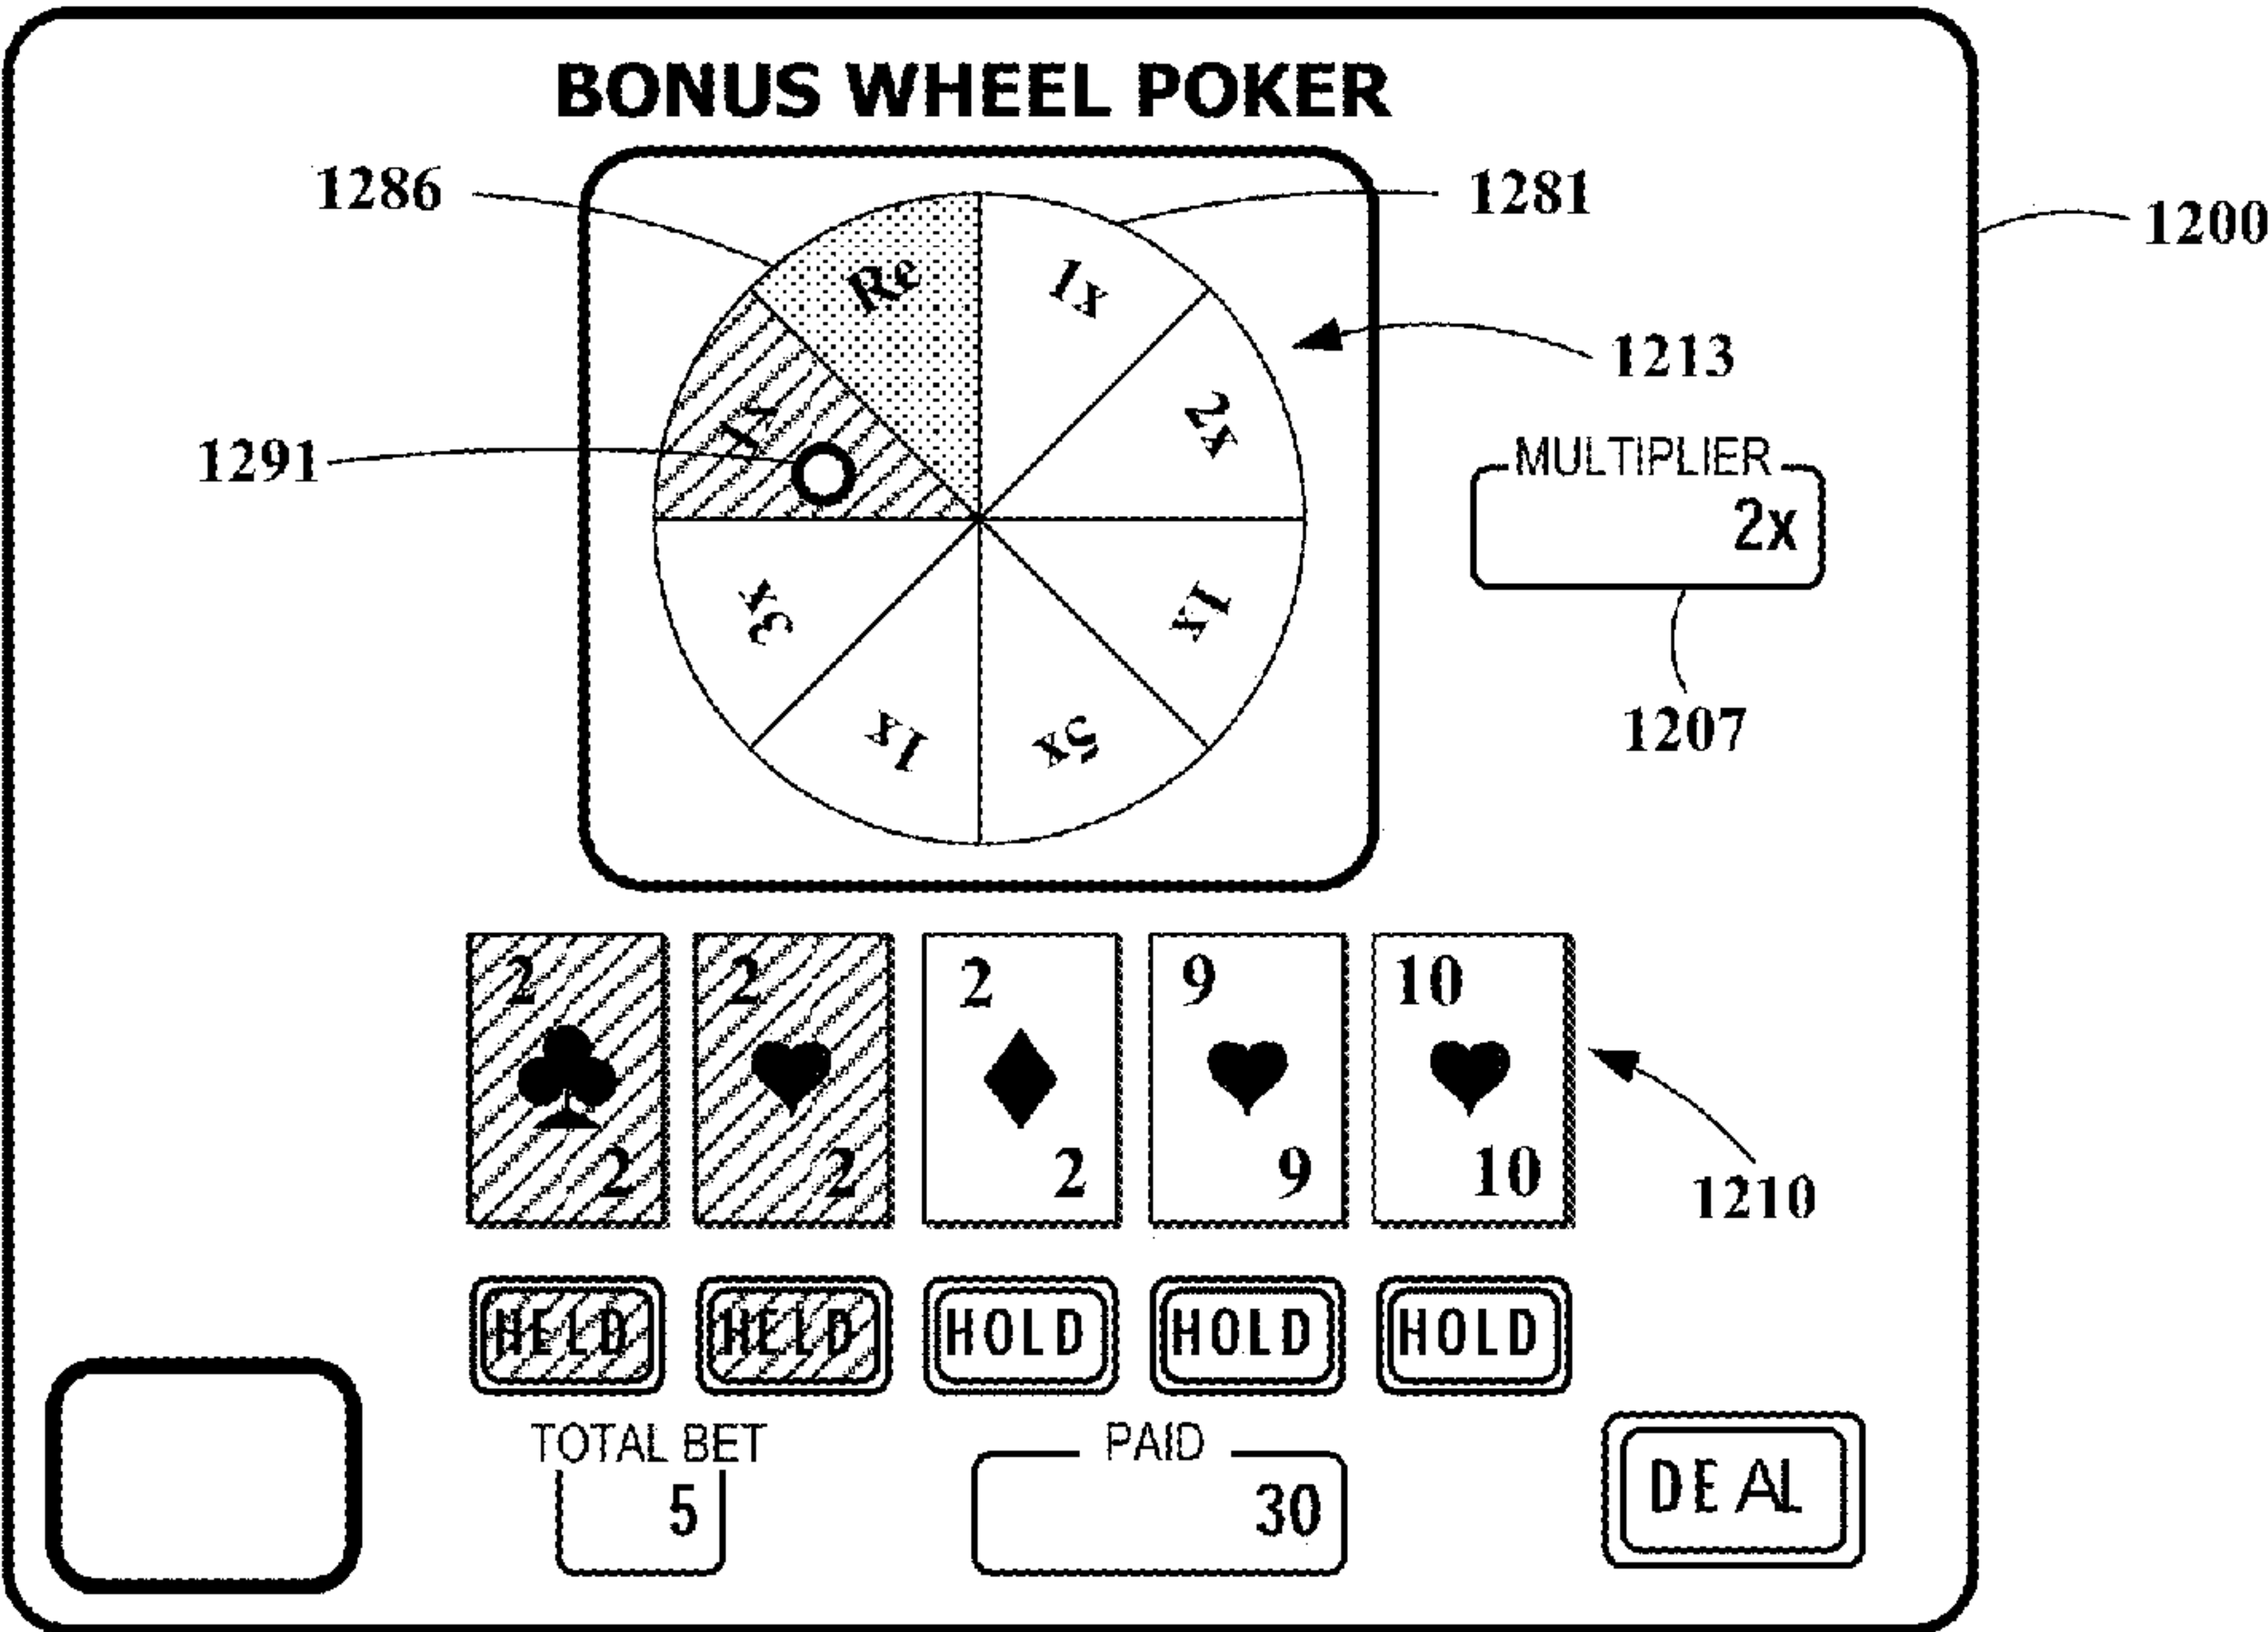 BONUS WHEEL POKER
1286
1281
1200
Re
1x
1213
1x
2x
1291
MULTIPLIER
2x
3x
1x
1x
5x
1207
2 2 2 9 10
2 2 2 9 10
1210
HELD HELD HOLD HOLD HOLD
TOTAL BET PAID
5 30 DEAL